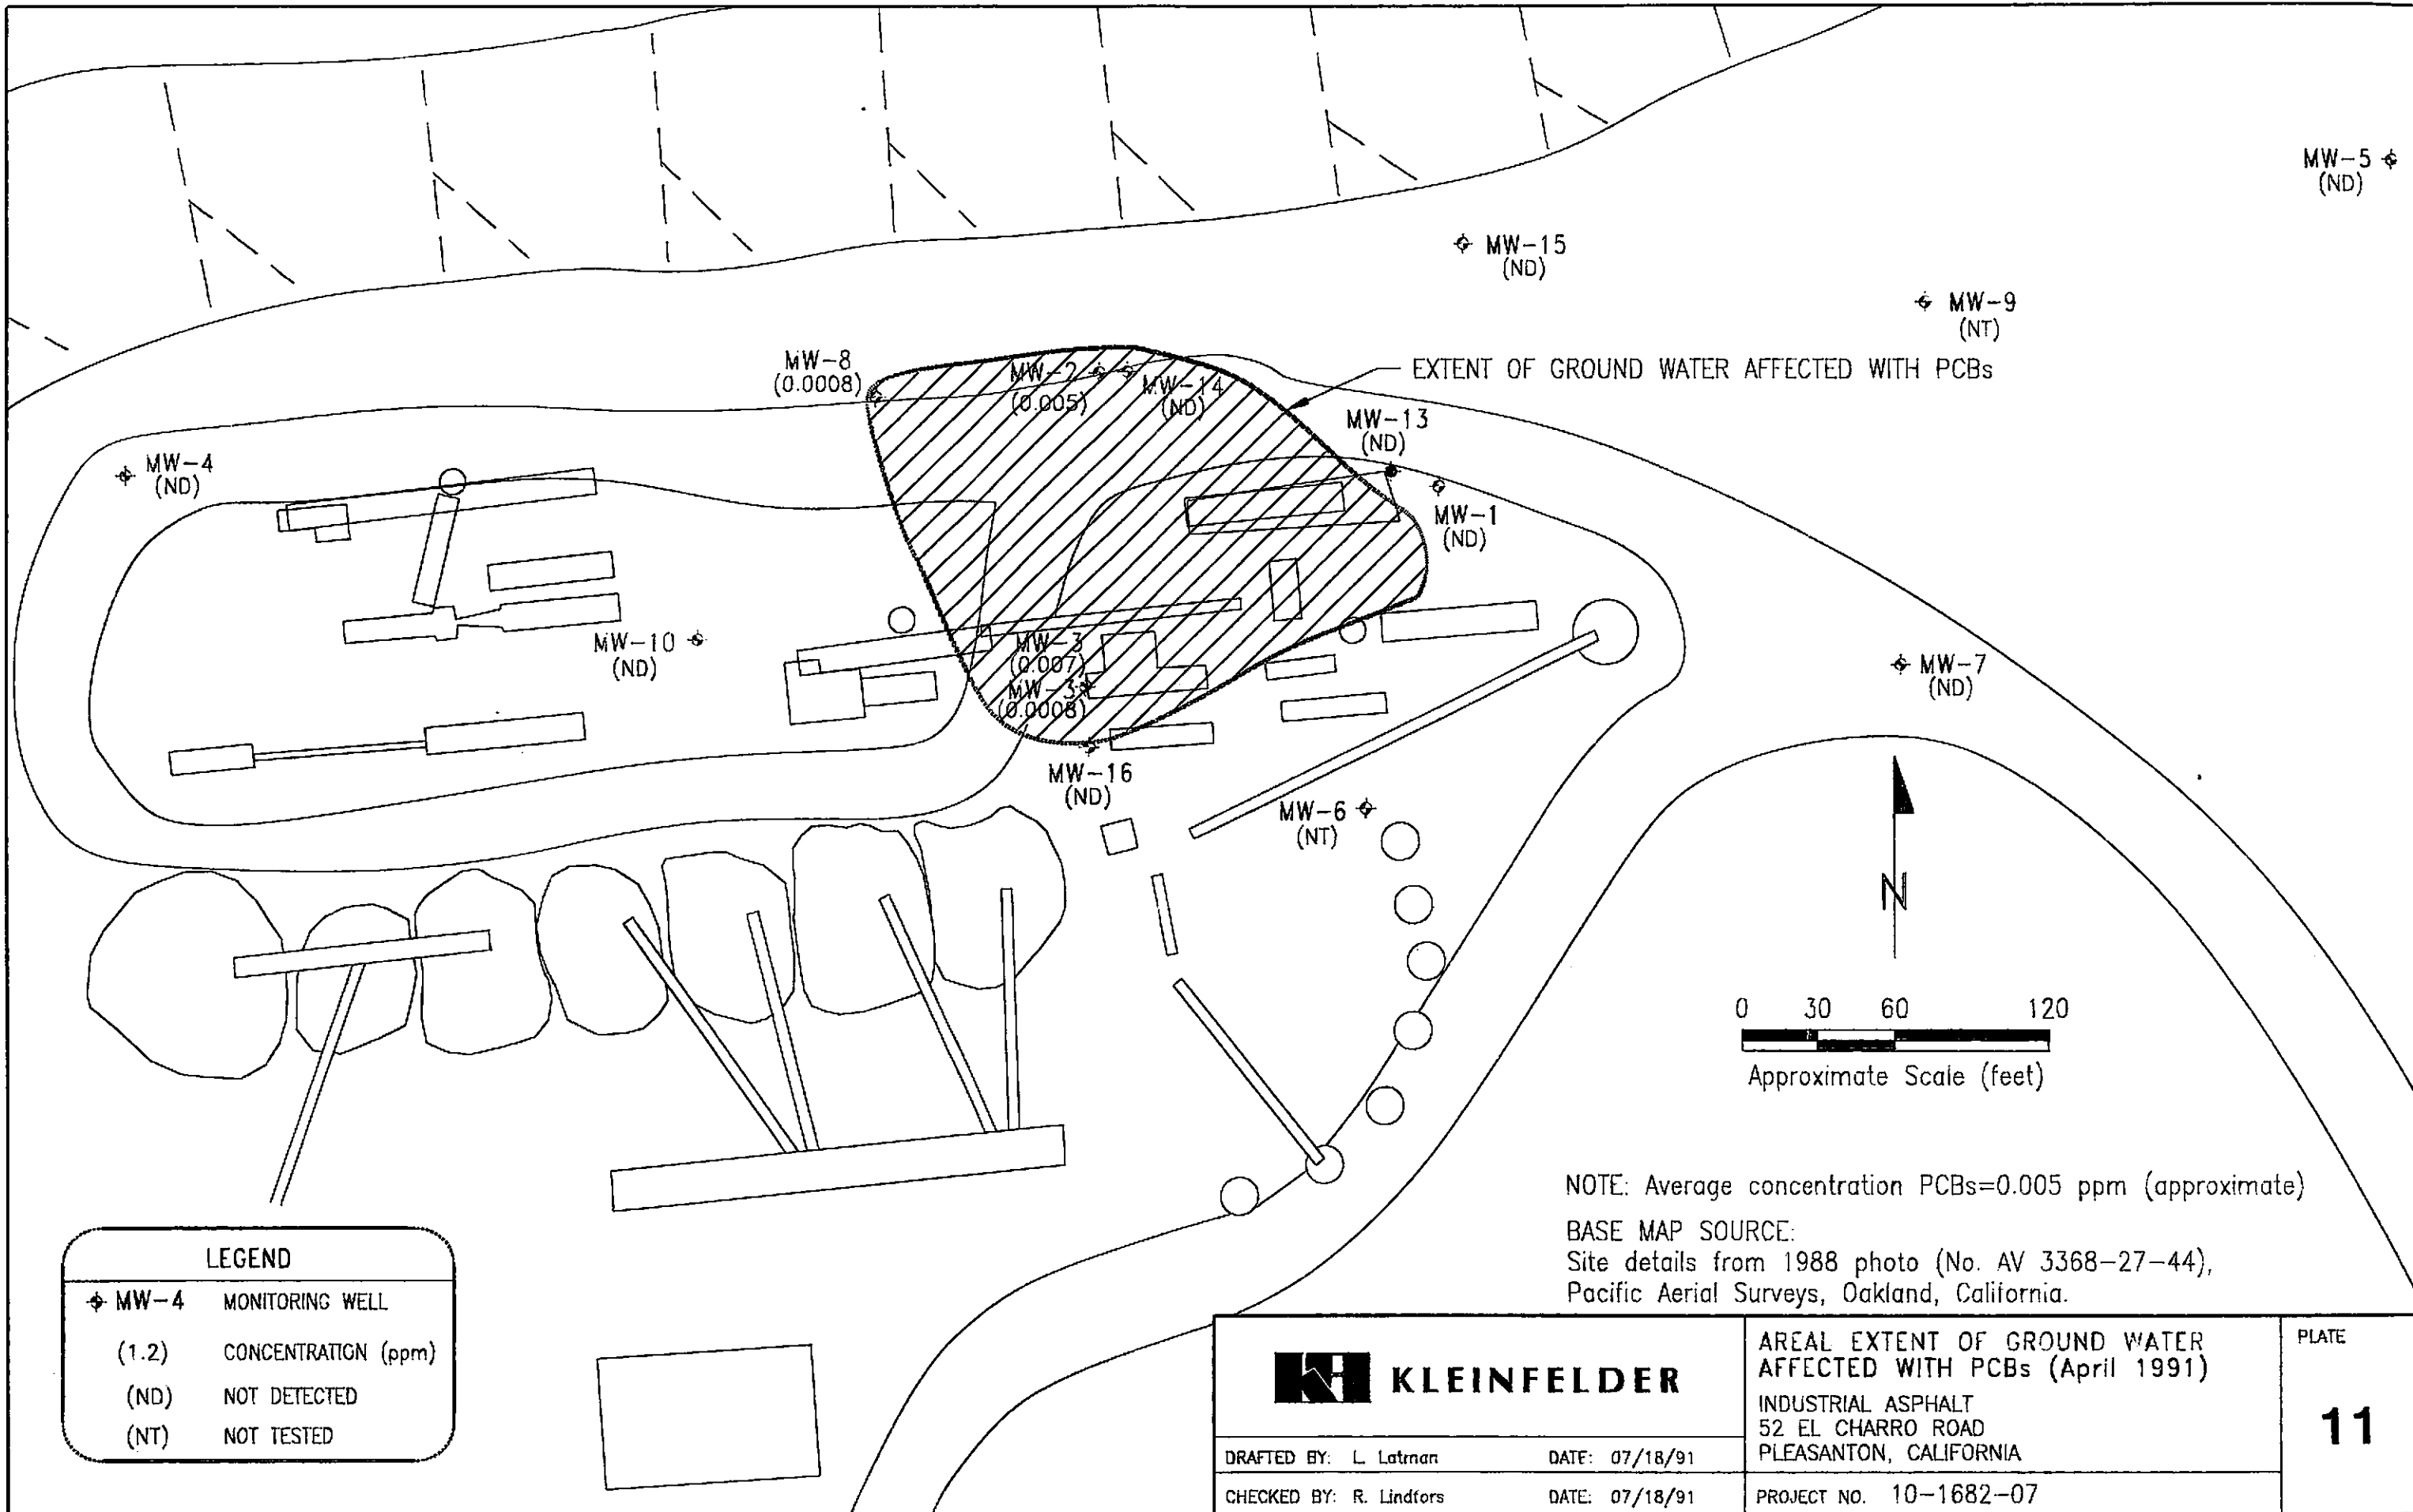 MW-5
(ND)
MW-15
(ND)
MW-9
(NT)
MW-8
(0.0008)
MW-2
(0.005)
MW-14
(ND)
EXTENT OF GROUND WATER AFFECTED WITH PCBs
MW-13
(ND)
MW-4
(ND)
MW-1
(ND)
MW-10
(ND)
MW-3
(0.007)
MW-3
(0.0008)
MW-7
(ND)
MW-16
(ND)
MW-6
(NT)
N
0 30 60 120
Approximate Scale (feet)
NOTE: Average concentration PCBs=0.005 ppm (approximate)
BASE MAP SOURCE:
Site details from 1988 photo (No. AV 3368-27-44),
Pacific Aerial Surveys, Oakland, California.
LEGEND
MW-4 MONITORING WELL
(1.2) CONCENTRATION (ppm)
(ND) NOT DETECTED
(NT) NOT TESTED
KH KLEINFELDER
DRAFTED BY: L. Latman DATE: 07/18/91
CHECKED BY: R. Lindfors DATE: 07/18/91
AREAL EXTENT OF GROUND WATER
AFFECTED WITH PCBs (April 1991)
INDUSTRIAL ASPHALT
52 EL CHARRO ROAD
PLEASANTON, CALIFORNIA
PROJECT NO. 10-1682-07
PLATE
11